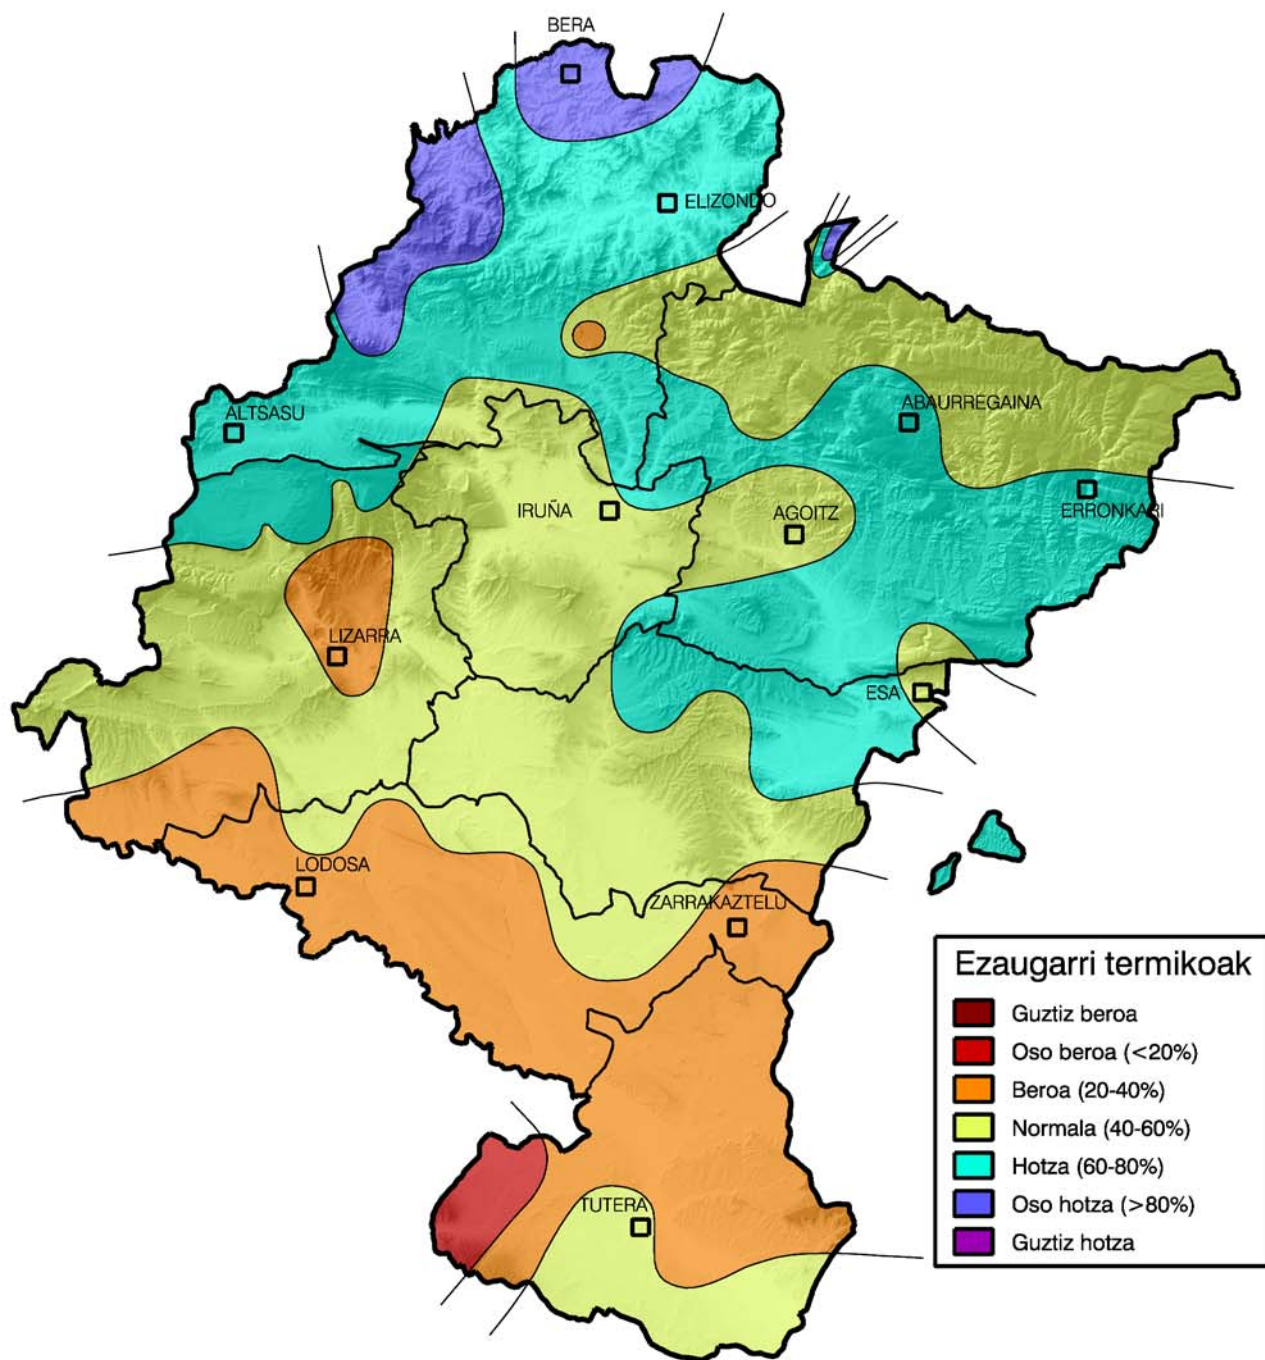 BERA
ELIZONDO
ALTSASU
ABAURREGAINA
IRUÑA
AGOITZ
ERRONKARI
LIZARRA
ESA
LODOSA
ZARRAKAZTELU
TUTERA
Ezaugarri termikoak
Guztiz beroa
Oso beroa (<20%)
Beroa (20-40%)
Normala (40-60%)
Hotza (60-80%)
Oso hotza (>80%)
Guztiz hotza